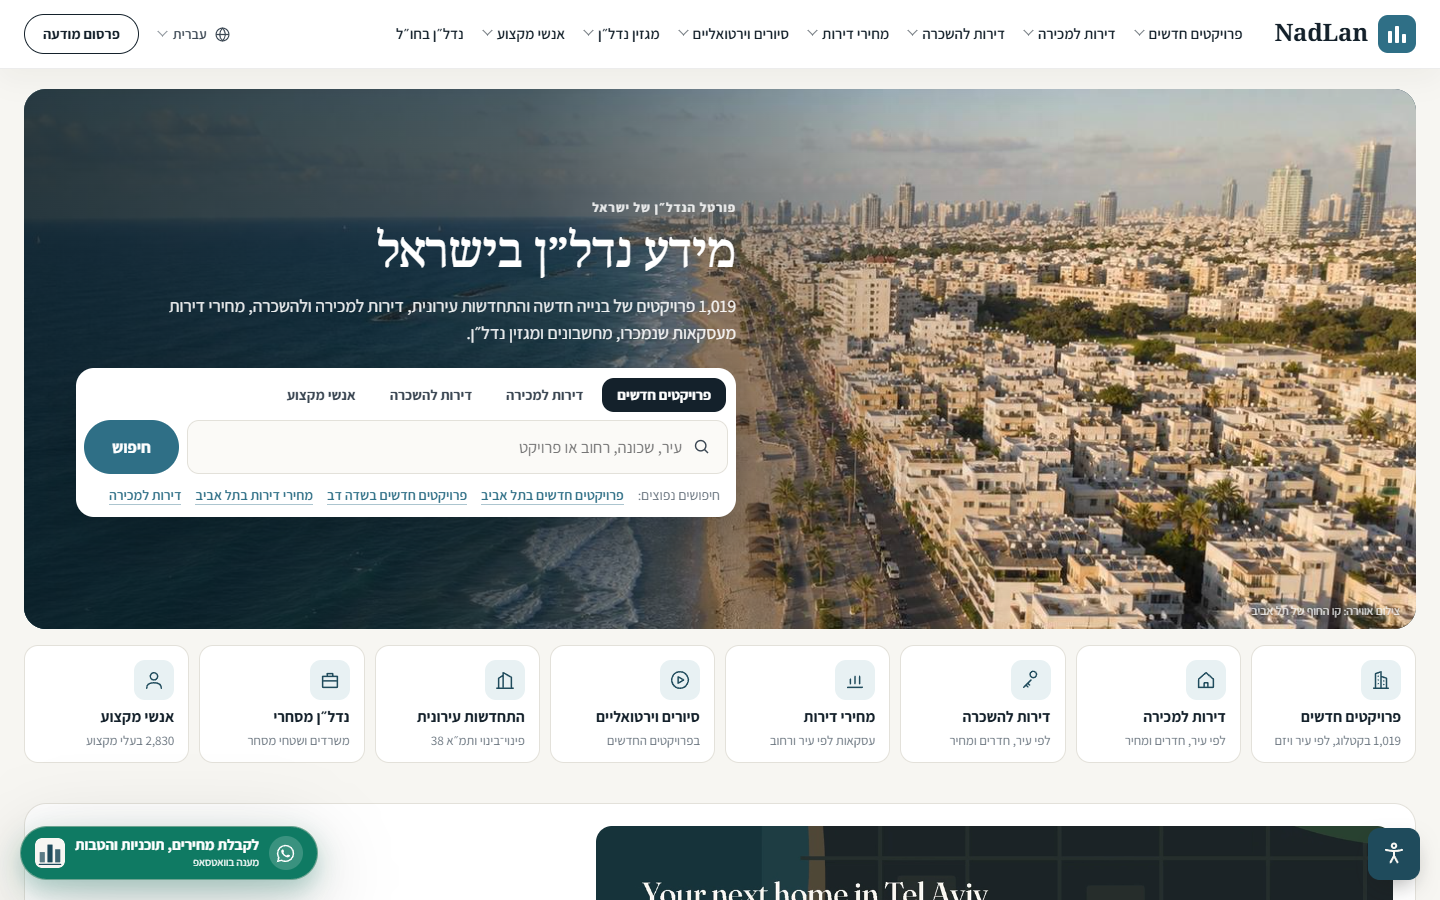 NadLan
פרויקטים חדשים
דירות למכירה
דירות להשכרה
מחירי דירות
סיורים וירטואליים
מגזין נדל״ן
אנשי מקצוע
נדל״ן בחו״ל
עברית
פרסום מודעה
פורטל הנדל״ן של ישראל
מידע נדל״ן בישראל
1,019 פרויקטים של בנייה חדשה והתחדשות עירונית, דירות למכירה ולהשכרה, מחירי דירות
מעסקאות שנמכרו, מחשבונים ומגזין נדל״ן.
פרויקטים חדשים
דירות למכירה
דירות להשכרה
אנשי מקצוע
עיר, שכונה, רחוב או פרויקט
חיפוש
חיפושים נפוצים: פרויקטים חדשים בתל אביב פרויקטים חדשים בשדה דב מחירי דירות בתל אביב דירות למכירה
צילום אווירה: קו החוף של תל אביב
פרויקטים חדשים
1,019 בקטלוג, לפי עיר ויזם
דירות למכירה
לפי עיר, חדרים ומחיר
דירות להשכרה
לפי עיר, חדרים ומחיר
מחירי דירות
עסקאות לפי עיר ורחוב
סיורים וירטואליים
בפרויקטים החדשים
התחדשות עירונית
פינוי־בינוי ותמ״א 38
נדל״ן מסחרי
משרדים ושטחי מסחר
אנשי מקצוע
2,830 בעלי מקצוע
Your next home in Tel Aviv
לקבלת מחירים, תוכניות והטבות
מענה בוואטסאפ